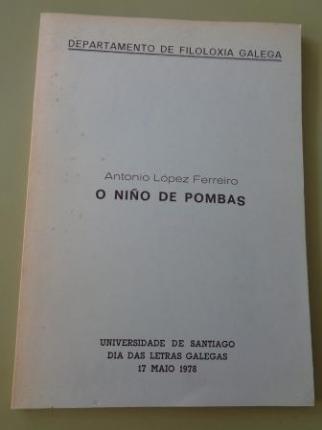 DEPARTAMENTO DE FILOLOXIA GALEGA
Antonio López Ferreiro
O NIÑO DE POMBAS
UNIVERSIDADE DE SANTIAGO
DIA DAS LETRAS GALEGAS
17 MAIO 1978